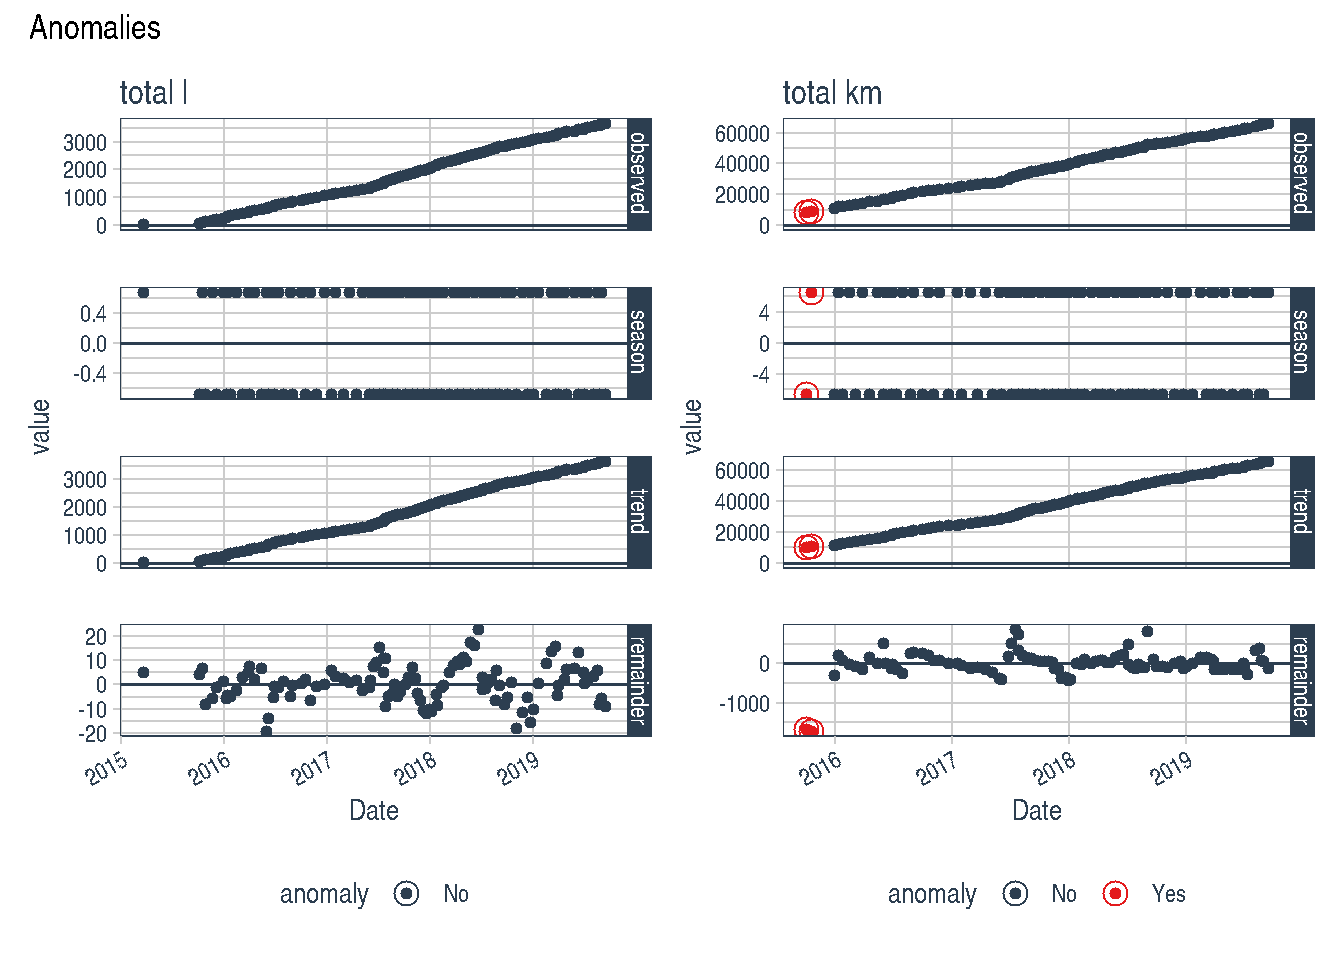 Anomalies
total l
3000
2000
1000
0
observed
0.4
0.0
-0.4
season
value
3000
2000
1000
0
trend
20
10
0
-10
-20
remainder
2015
2016
2017
2018
2019
Date
anomaly
No
total km
60000
40000
20000
0
observed
4
0
-4
season
value
60000
40000
20000
0
trend
0
-1000
remainder
2016
2017
2018
2019
Date
anomaly
No
Yes